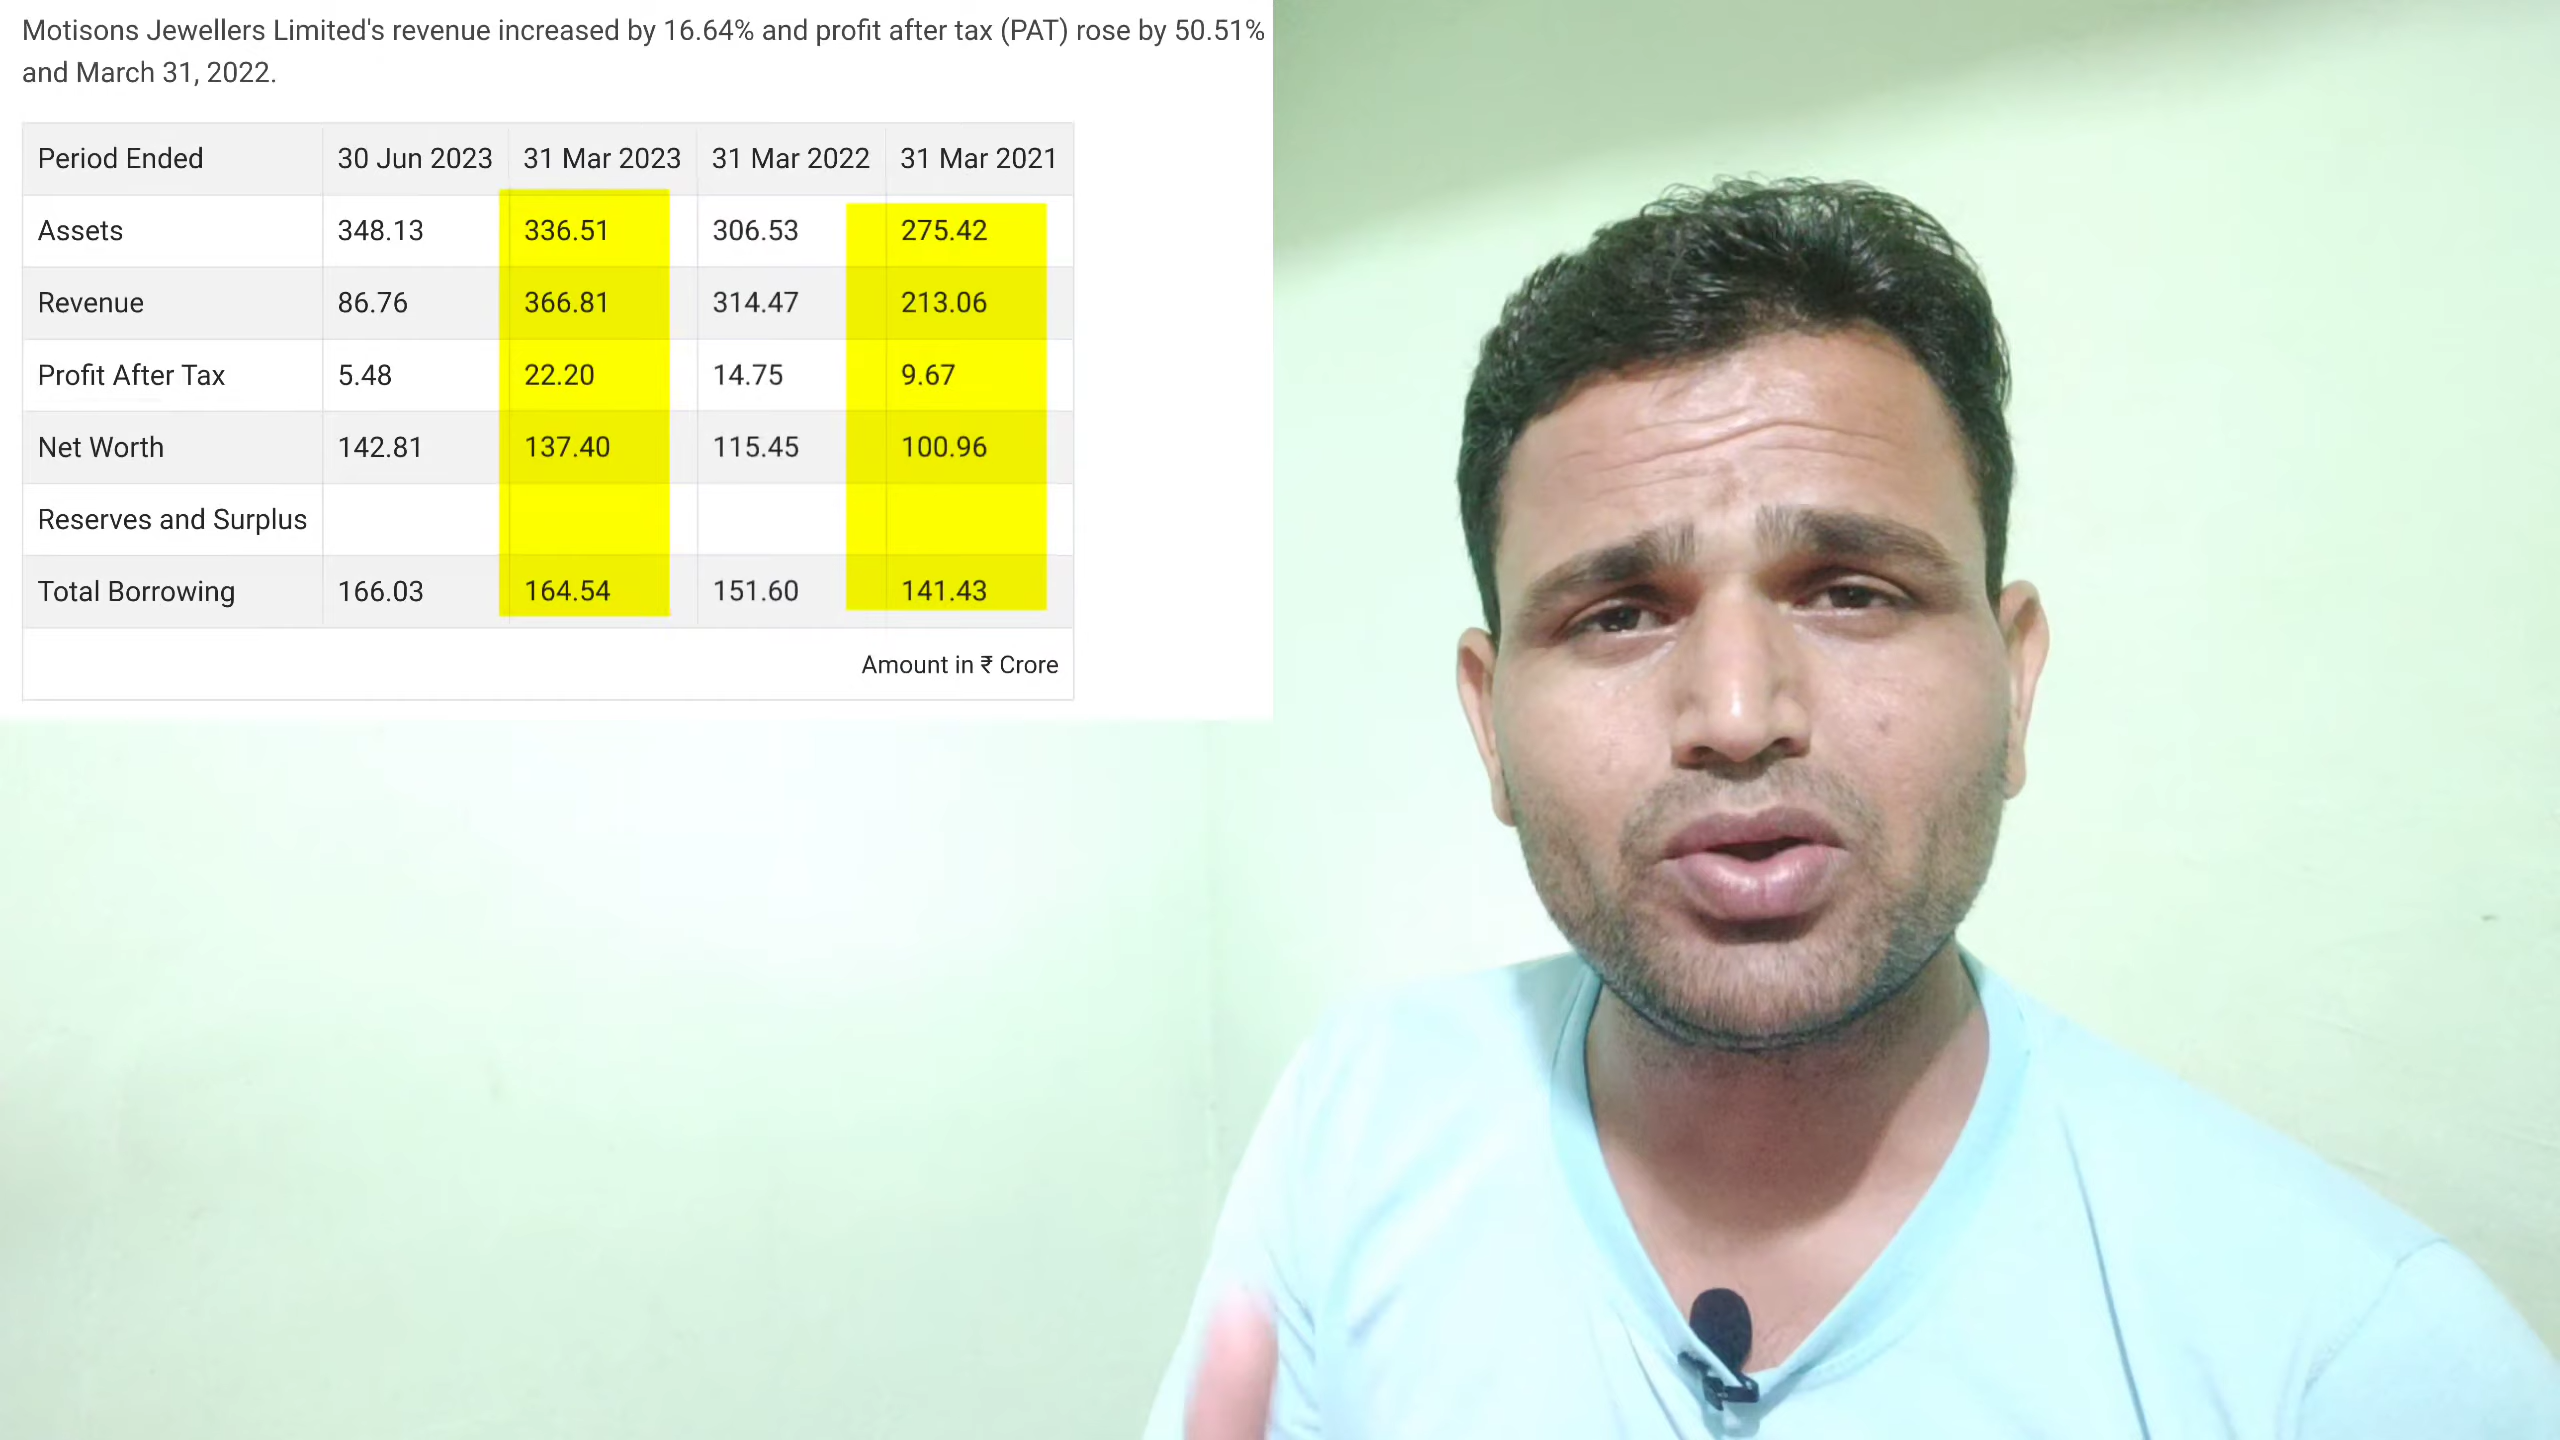 Motisons Jewellers Limited's revenue increased by 16.64% and profit after tax (PAT) rose by 50.51%
and March 31, 2022.
Period Ended 30 Jun 2023 31 Mar 2023 31 Mar 2022 31 Mar 2021
Assets 348.13 336.51 306.53 275.42
Revenue 86.76 366.81 314.47 213.06
Profit After Tax 5.48 22.20 14.75 9.67
Net Worth 142.81 137.40 115.45 100.96
Reserves and Surplus
Total Borrowing 166.03 164.54 151.60 141.43
Amount in ₹ Crore